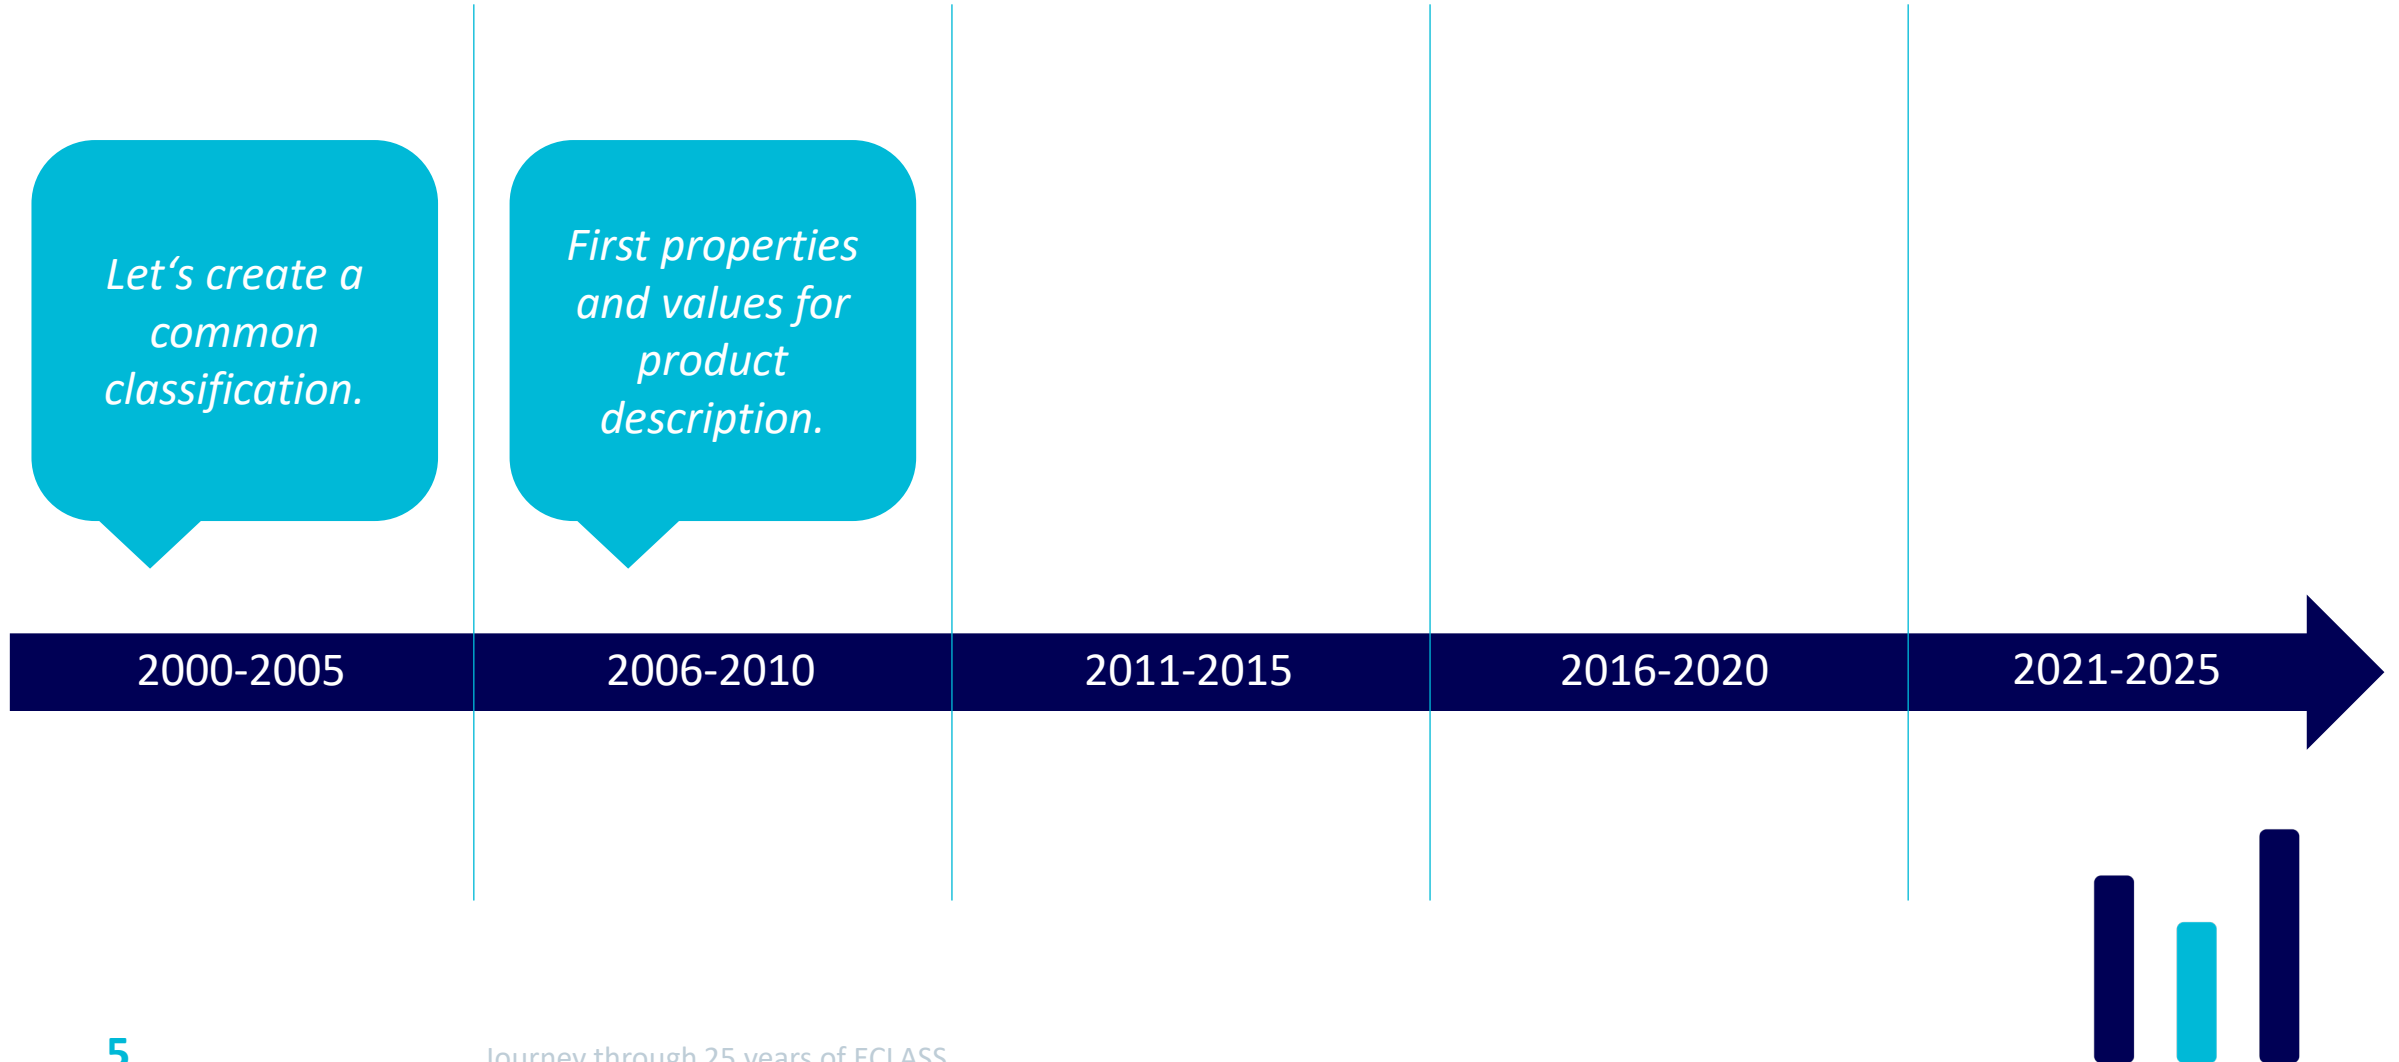 Let‘s create a
common
classification.
First properties
and values for
product
description.
2000-2005
2006-2010
2011-2015
2016-2020
2021-2025
5
Journey through 25 years of ECLASS